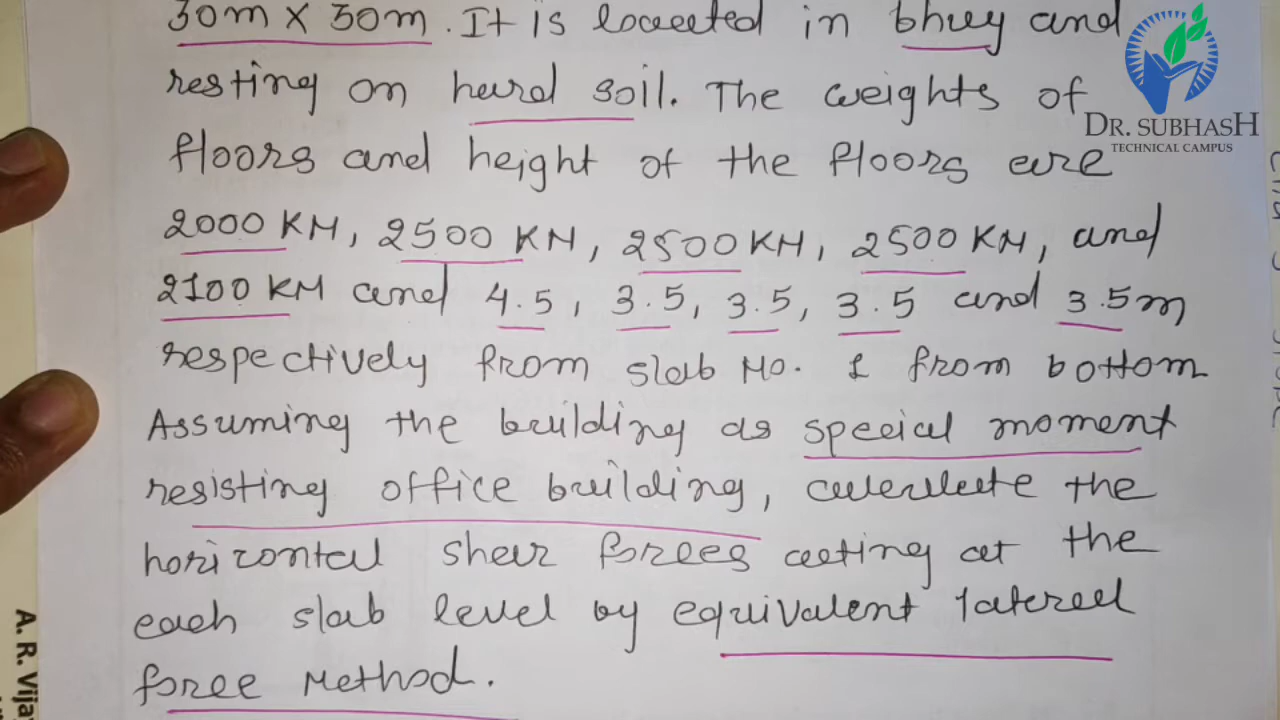 30m x 30m. It is located in bhuj and
resting on hard soil. The weights of
floors and height of the floors are
2000 KN, 2500 KN, 2500 KN, 2500 KN, and
2100 KN and 4.5, 3.5, 3.5, 3.5 and 3.5m
respectively from slab No. 1 from bottom
Assuming the building as special moment
resisting office building, calculate the
horizontal shear forces acting at the
each slab level by equivalent lateral
force Method.
DR. SUBHASH
TECHNICAL CAMPUS
A. R. Vijay